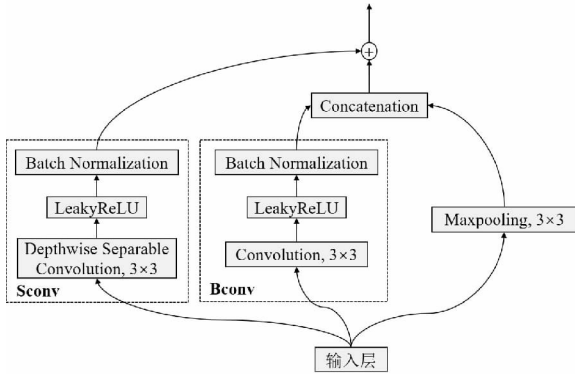 +
Concatenation
Batch Normalization
LeakyReLU
Depthwise Separable
Convolution, 3×3
Sconv
Batch Normalization
LeakyReLU
Convolution, 3×3
Bconv
Maxpooling, 3×3
输入层